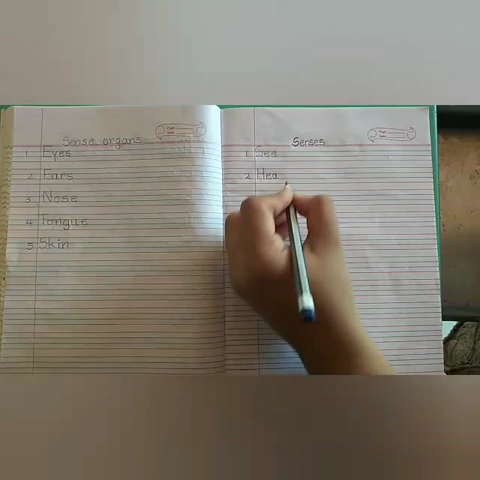 Sense organs
1 Eyes
2 Ears
3 Nose
4 Tongue
5 Skin
Senses
1 See
2 Hea